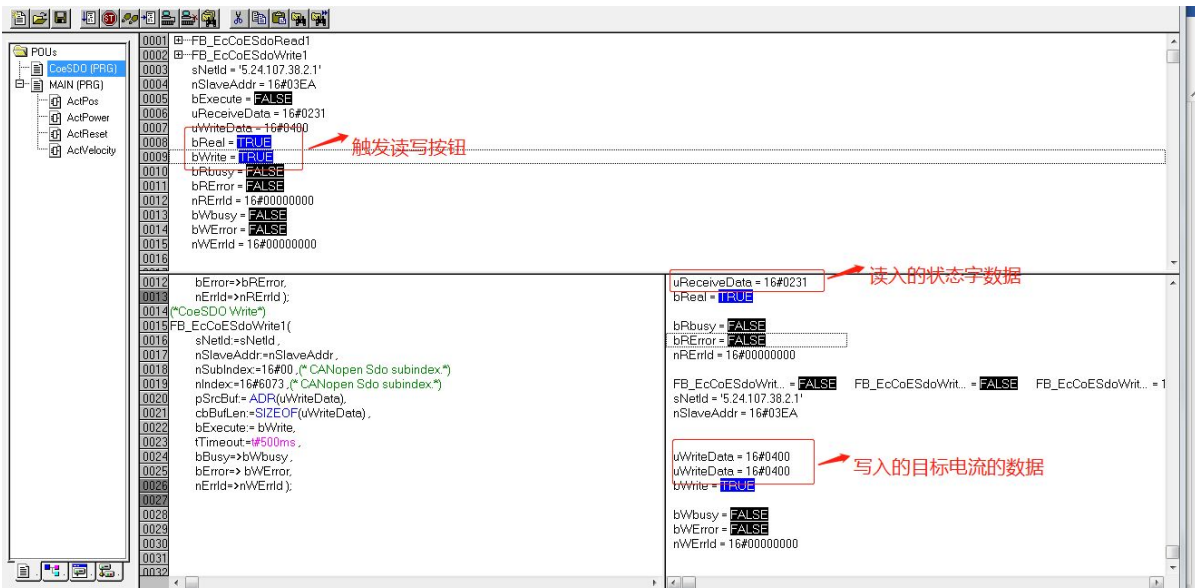 POUs
CoeSDO (PRG)
MAIN (PRG)
ActPos
ActPower
ActReset
ActVelocity
0001 FB_EcCoESdoRead1
0002 FB_EcCoESdoWrite1
0003 sNetId = '5.24.107.38.2.1'
0004 nSlaveAddr = 16#03EA
0005 bExecute = FALSE
0006 uReceiveData = 16#0231
0007 uWriteData = 16#0400
0008 bReal = TRUE
触发读写按钮
0009 bWrite = TRUE
0010 bRbusy = FALSE
0011 bRError = FALSE
0012 nRErrId = 16#00000000
0013 bWbusy = FALSE
0014 bWError = FALSE
0015 nWErrId = 16#00000000
0016
0012 bError=>bRError,
0013 nErrId=>nRErrId );
0014 (*CoeSDO Write*)
0015 FB_EcCoESdoWrite1(
0016 sNetId:=sNetId ,
0017 nSlaveAddr:=nSlaveAddr ,
0018 nSubIndex:=16#00 ,(* CANopen Sdo subindex.*)
0019 nIndex:=16#6073 ,(* CANopen Sdo subindex.*)
0020 pSrcBuf:= ADR(uWriteData),
0021 cbBufLen:=SIZEOF(uWriteData) ,
0022 bExecute:= bWrite,
0023 tTimeout:=t#500ms ,
0024 bBusy=>bWbusy ,
0025 bError=> bWError,
0026 nErrId=>nWErrId );
0027
0028
0029
0030
0031
0032
uReceiveData = 16#0231
读入的状态字数据
bReal = TRUE
bRbusy = FALSE
bRError = FALSE
nRErrId = 16#00000000
FB_EcCoESdoWrit... = FALSE FB_EcCoESdoWrit... = FALSE FB_EcCoESdoWrit... = 1
sNetId = '5.24.107.38.2.1'
nSlaveAddr = 16#03EA
uWriteData = 16#0400
uWriteData = 16#0400
写入的目标电流的数据
bWrite = TRUE
bWbusy = FALSE
bWError = FALSE
nWErrId = 16#00000000